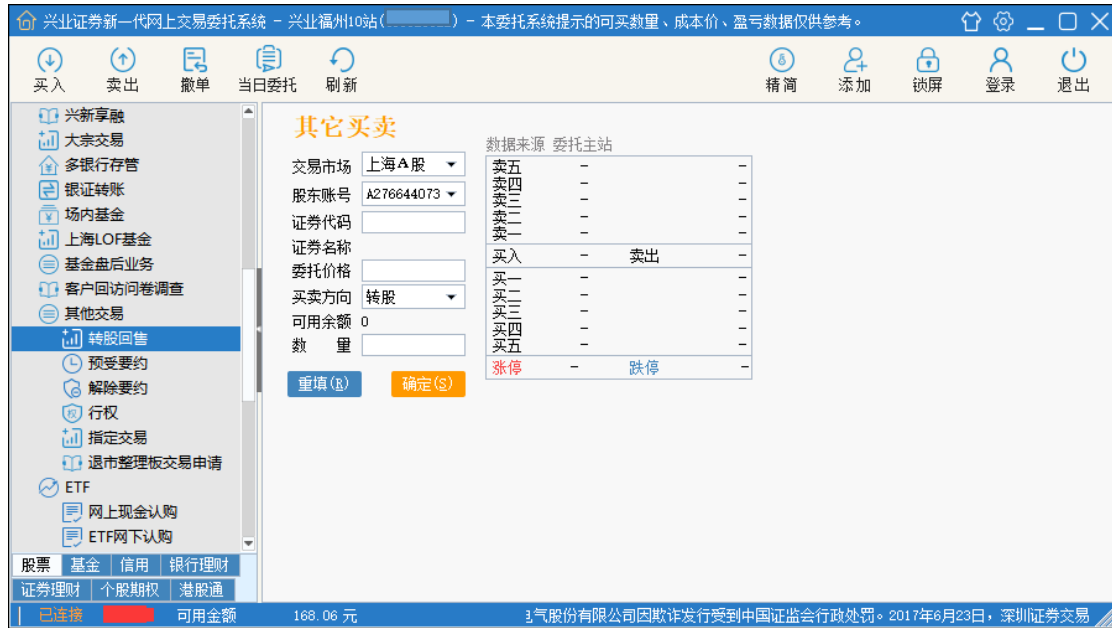 兴业证券新一代网上交易委托系统 - 兴业福州10站( ) - 本委托系统提示的可买数量、成本价、盈亏数据仅供参考。
买入 卖出 撤单 当日委托 刷新 精简 添加 锁屏 登录 退出
兴新享融
大宗交易
多银行存管
银证转账
场内基金
上海LOF基金
基金盘后业务
客户回访问卷调查
其他交易
转股回售
预受要约
解除要约
行权
指定交易
退市整理板交易申请
ETF
网上现金认购
ETF网下认购
股票 基金 信用 银行理财
证券理财 个股期权 港股通
其它买卖
交易市场 上海A股
股东账号 A276644073
证券代码
证券名称
委托价格
买卖方向 转股
可用余额 0
数 量
重填(R) 确定(S)
数据来源 委托主站
卖五 - -
卖四 - -
卖三 - -
卖二 - -
卖一 - -
买入 - 卖出 -
买一 - -
买二 - -
买三 - -
买四 - -
买五 - -
涨停 - 跌停 -
已连接 可用金额 168.06 元 气股份有限公司因欺诈发行受到中国证监会行政处罚。2017年6月23日，深圳证券交易